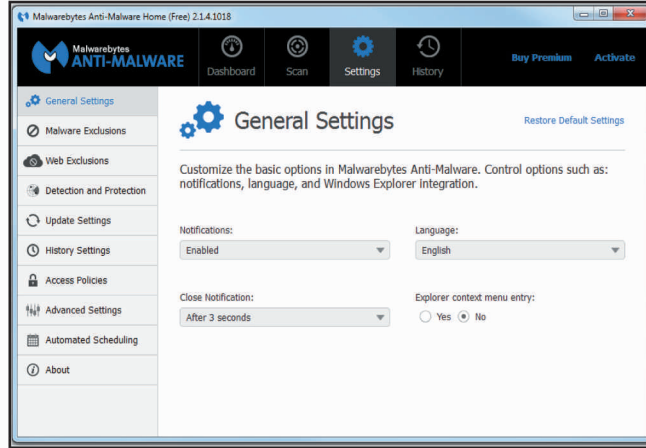 Malwarebytes Anti-Malware Home (Free) 2.1.4.1018
Malwarebytes
ANTI-MALWARE
Dashboard
Scan
Settings
History
Buy Premium
Activate
General Settings
Malware Exclusions
Web Exclusions
Detection and Protection
Update Settings
History Settings
Access Policies
Advanced Settings
Automated Scheduling
About
General Settings
Restore Default Settings
Customize the basic options in Malwarebytes Anti-Malware. Control options such as:
notifications, language, and Windows Explorer integration.
Notifications:
Enabled
Language:
English
Close Notification:
After 3 seconds
Explorer context menu entry:
Yes No